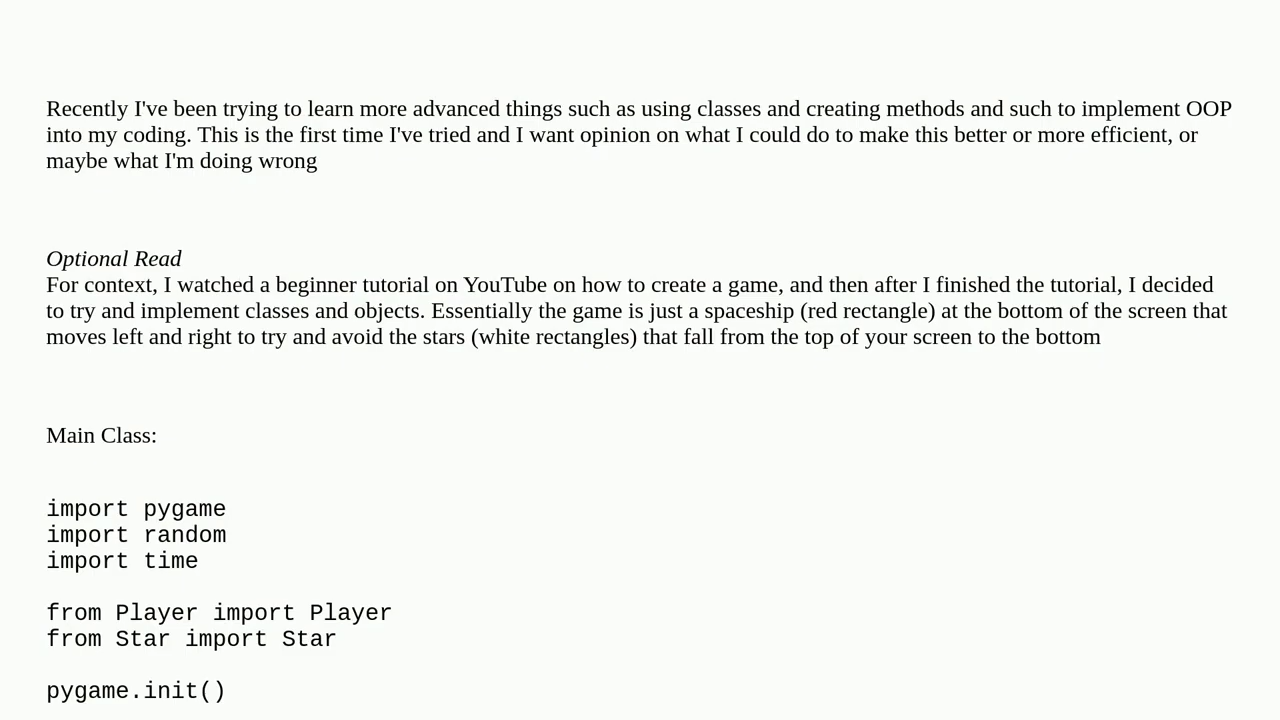 Recently I've been trying to learn more advanced things such as using classes and creating methods and such to implement OOP
into my coding. This is the first time I've tried and I want opinion on what I could do to make this better or more efficient, or
maybe what I'm doing wrong
Optional Read
For context, I watched a beginner tutorial on YouTube on how to create a game, and then after I finished the tutorial, I decided
to try and implement classes and objects. Essentially the game is just a spaceship (red rectangle) at the bottom of the screen that
moves left and right to try and avoid the stars (white rectangles) that fall from the top of your screen to the bottom
Main Class:
import pygame
import random
import time
from Player import Player
from Star import Star
pygame.init()